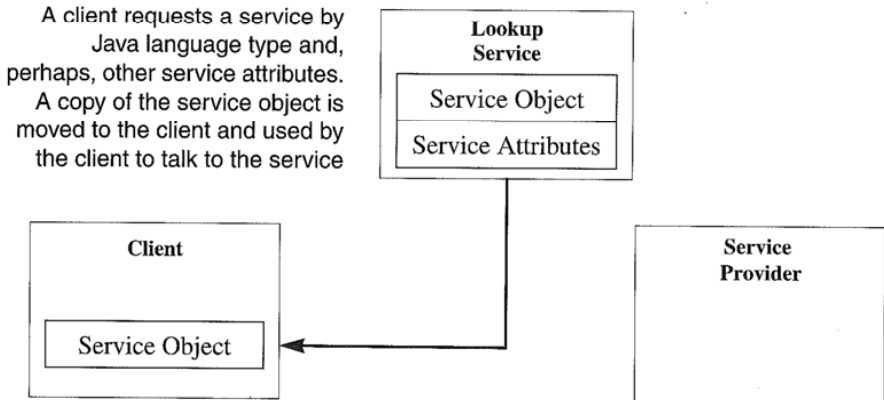 A client requests a service by
Java language type and,
perhaps, other service attributes.
A copy of the service object is
moved to the client and used by
the client to talk to the service
Lookup
Service
Service Object
Service Attributes
Client
Service Object
Service
Provider